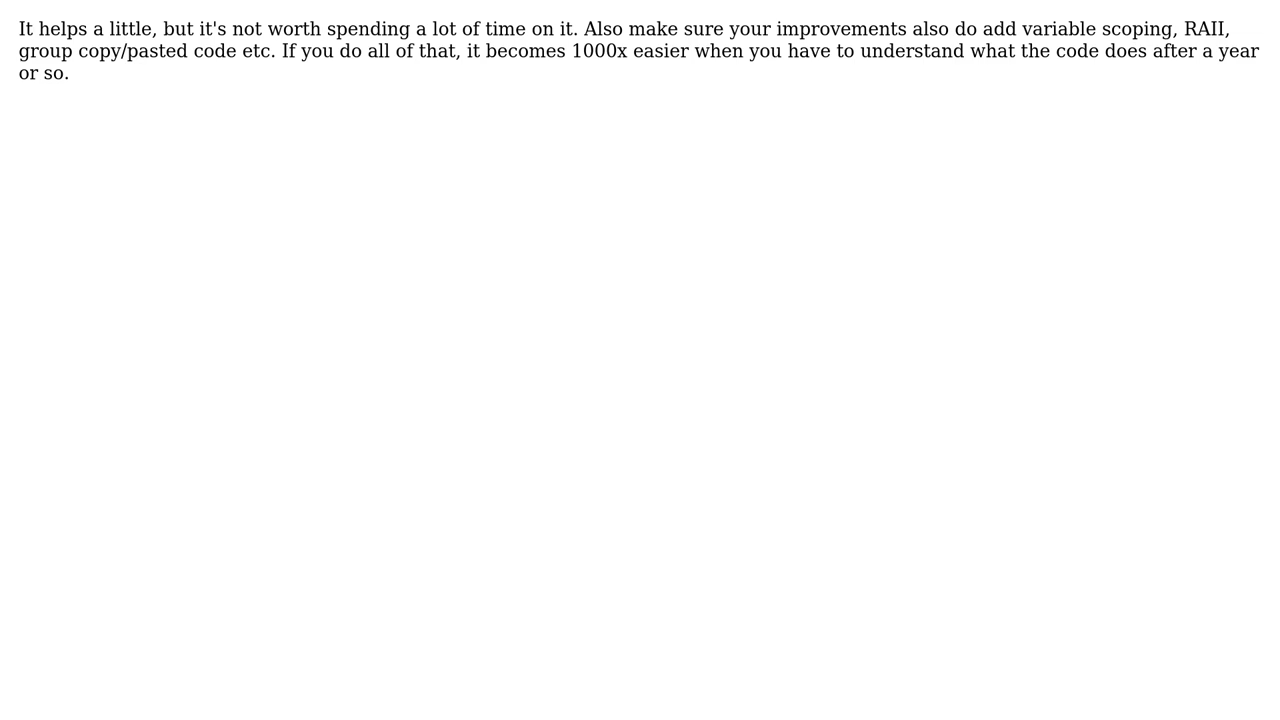 It helps a little, but it's not worth spending a lot of time on it. Also make sure your improvements also do add variable scoping, RAII,
group copy/pasted code etc. If you do all of that, it becomes 1000x easier when you have to understand what the code does after a year
or so.